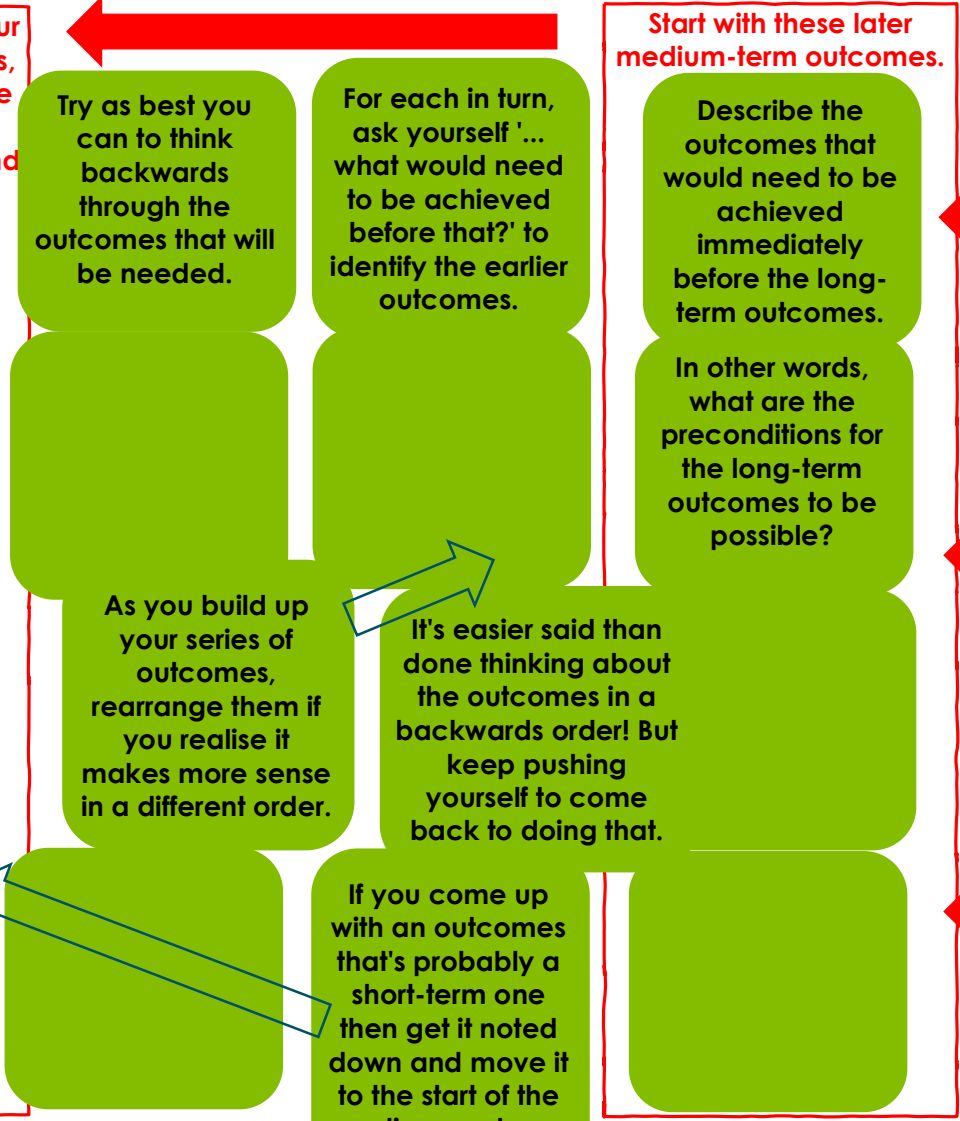 Start with these later
medium-term outcomes.
Try as best you
can to think
backwards
through the
outcomes that will
be needed.
For each in turn,
ask yourself '...
what would need
to be achieved
before that?' to
identify the earlier
outcomes.
Describe the
outcomes that
would need to be
achieved
immediately
before the long-
term outcomes.
In other words,
what are the
preconditions for
the long-term
outcomes to be
possible?
As you build up
your series of
outcomes,
rearrange them if
you realise it
makes more sense
in a different order.
It's easier said than
done thinking about
the outcomes in a
backwards order! But
keep pushing
yourself to come
back to doing that.
If you come up
with an outcomes
that's probably a
short-term one
then get it noted
down and move it
to the start of the